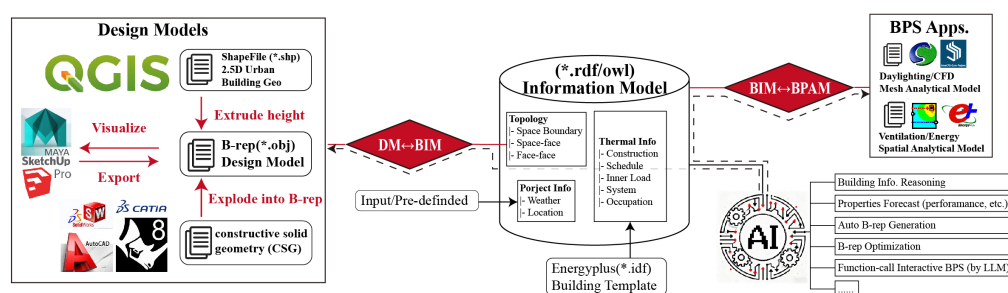 Design Models
QGIS
ShapeFile (*.shp)
2.5D Urban
Building Geo
Extrude height
Visualize
MAYA
SketchUp
Pro
Export
B-rep(*.obj)
Design Model
Explode into B-rep
SW
SolidWorks
CATIA
AutoCAD
8
constructive solid
geometry (CSG)
DM↔BIM
Input/Pre-definded
(*.rdf/owl)
Information Model
Topology
|- Space Boundary
|- Space-face
|- Face-face
Porject Info
|- Weather
|- Location
Thermal Info
|- Construction
|- Schedule
|- Inner Load
|- System
|- Occupation
Energyplus(*.idf)
Building Template
BIM↔BPAM
BPS Apps.
Daylighting/CFD
Mesh Analytical Model
Ventilation/Energy
Spatial Analytical Model
AI
Building Info. Reasoning
Properties Forecast (perforamance, etc.)
Auto B-rep Generation
B-rep Optimization
Function-call Interactive BPS (by LLM)
......